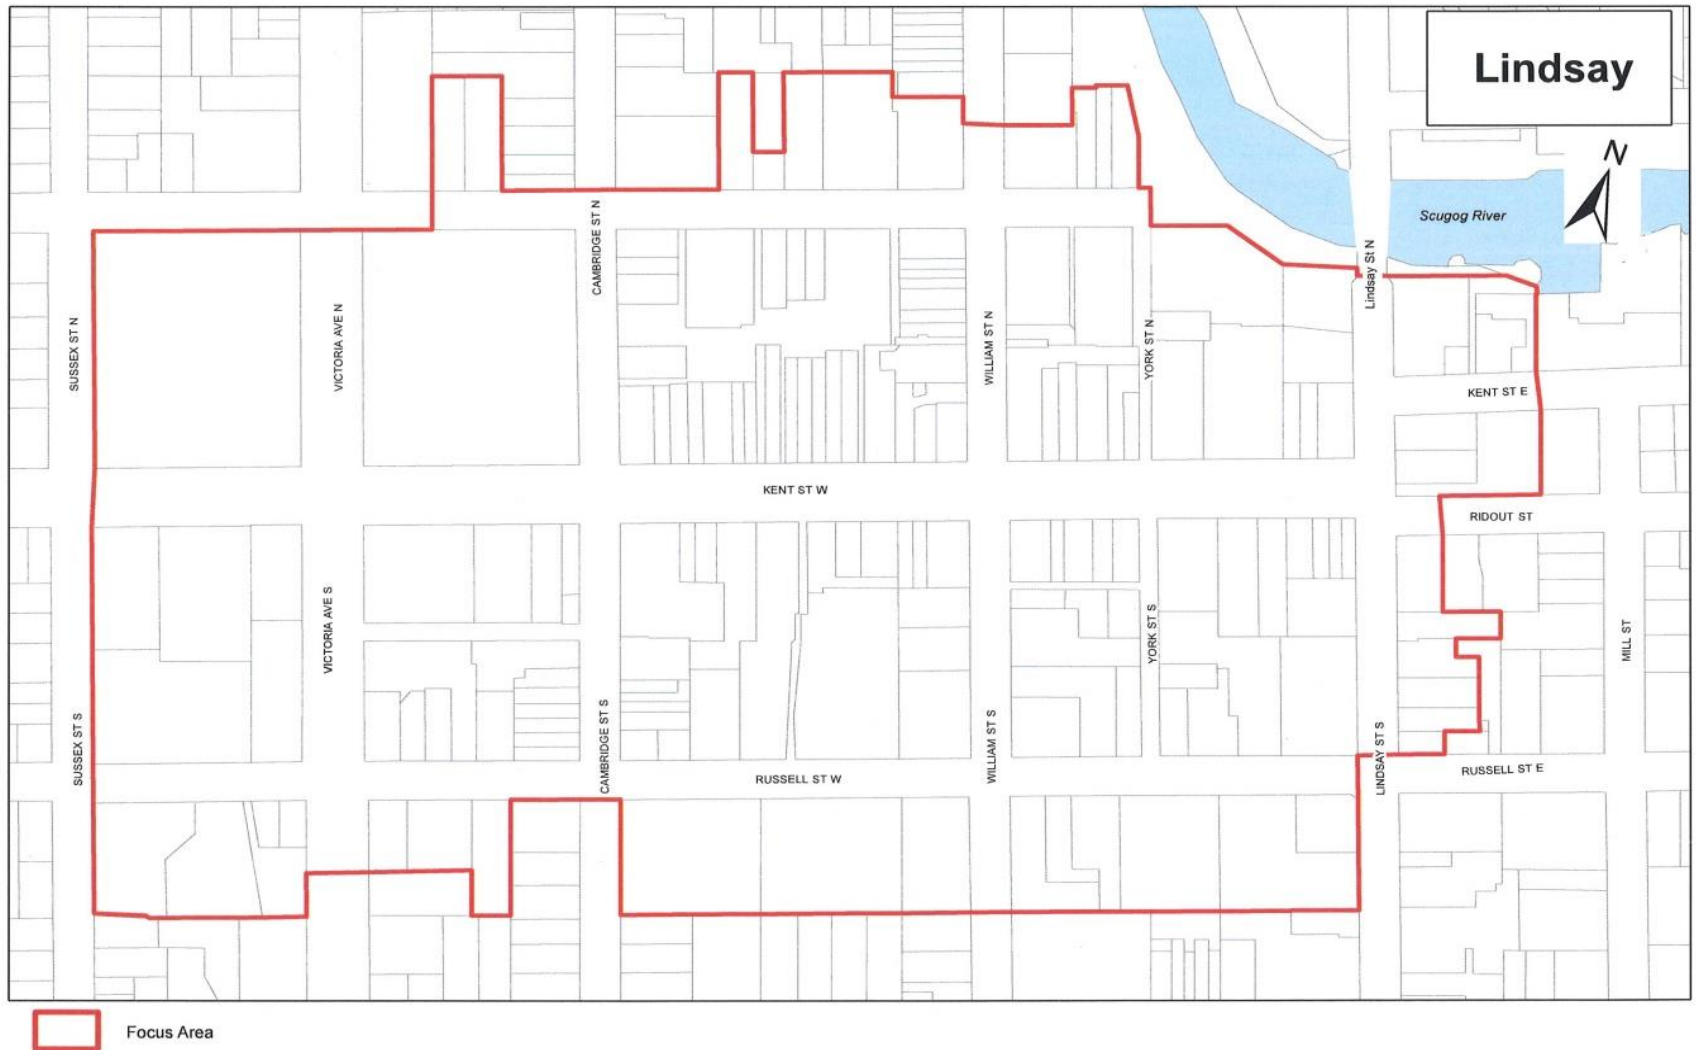 Lindsay
N
Scugog River
CAMBRIDGE ST N
Lindsay St N
SUSSEX ST N
VICTORIA AVE N
WILLIAM ST N
YORK ST N
KENT ST E
KENT ST W
RIDOUT ST
VICTORIA AVE S
YORK ST S
MILL ST
SUSSEX ST S
CAMBRIDGE ST S
WILLIAM ST S
LINDSAY ST S
RUSSELL ST W
RUSSELL ST E
Focus Area